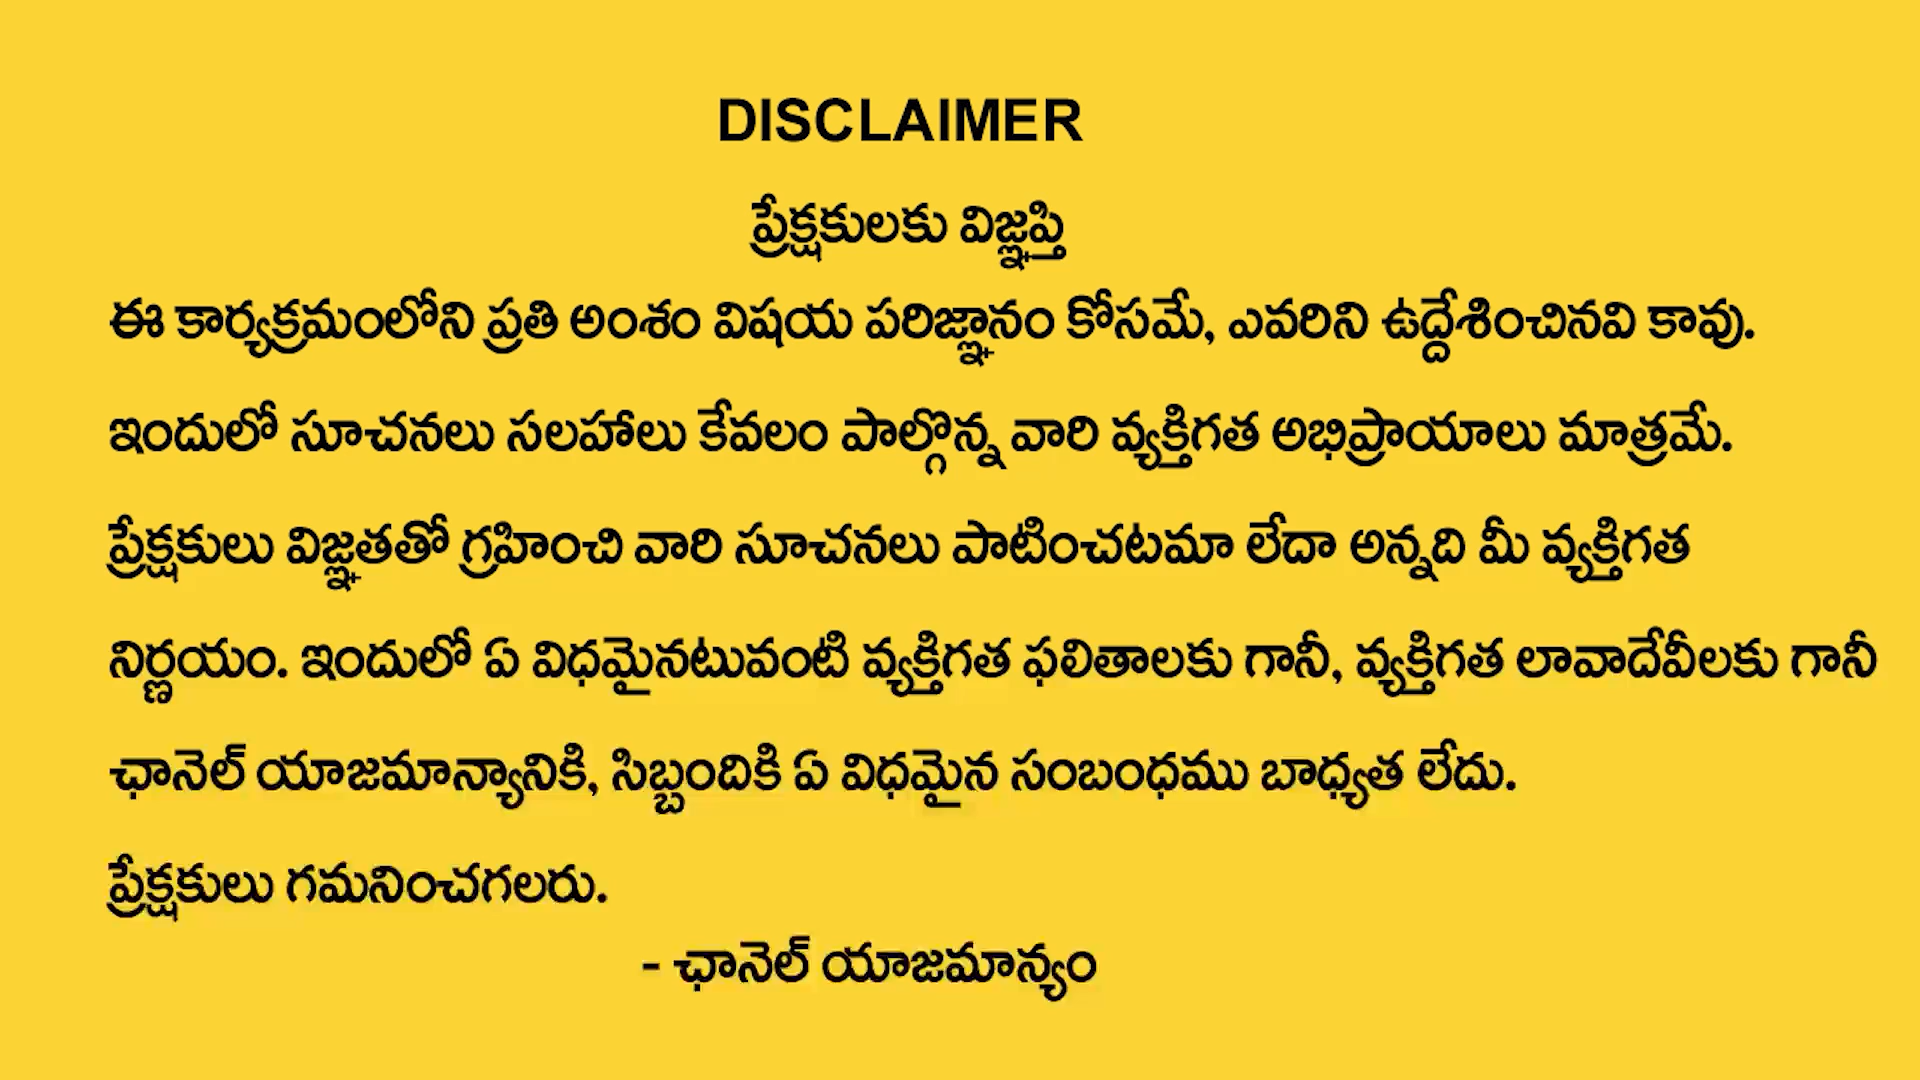 DISCLAIMER
ప్రేక్షకులకు విజ్ఞప్తి
ఈ కార్యక్రమంలోని ప్రతి అంశం విషయ పరిజ్ఞానం కోసమే, ఎవరిని ఉద్దేశించినవి కావు.
ఇందులో సూచనలు సలహాలు కేవలం పాల్గొన్న వారి వ్యక్తిగత అభిప్రాయాలు మాత్రమే.
ప్రేక్షకులు విజ్ఞతతో గ్రహించి వారి సూచనలు పాటించటమా లేదా అన్నది మీ వ్యక్తిగత
నిర్ణయం. ఇందులో ఏ విధమైనటువంటి వ్యక్తిగత ఫలితాలకు గానీ, వ్యక్తిగత లావాదేవీలకు గానీ
ఛానెల్ యాజమాన్యానికి, సిబ్బందికి ఏ విధమైన సంబంధము బాధ్యత లేదు.
ప్రేక్షకులు గమనించగలరు.
- ఛానెల్ యాజమాన్యం